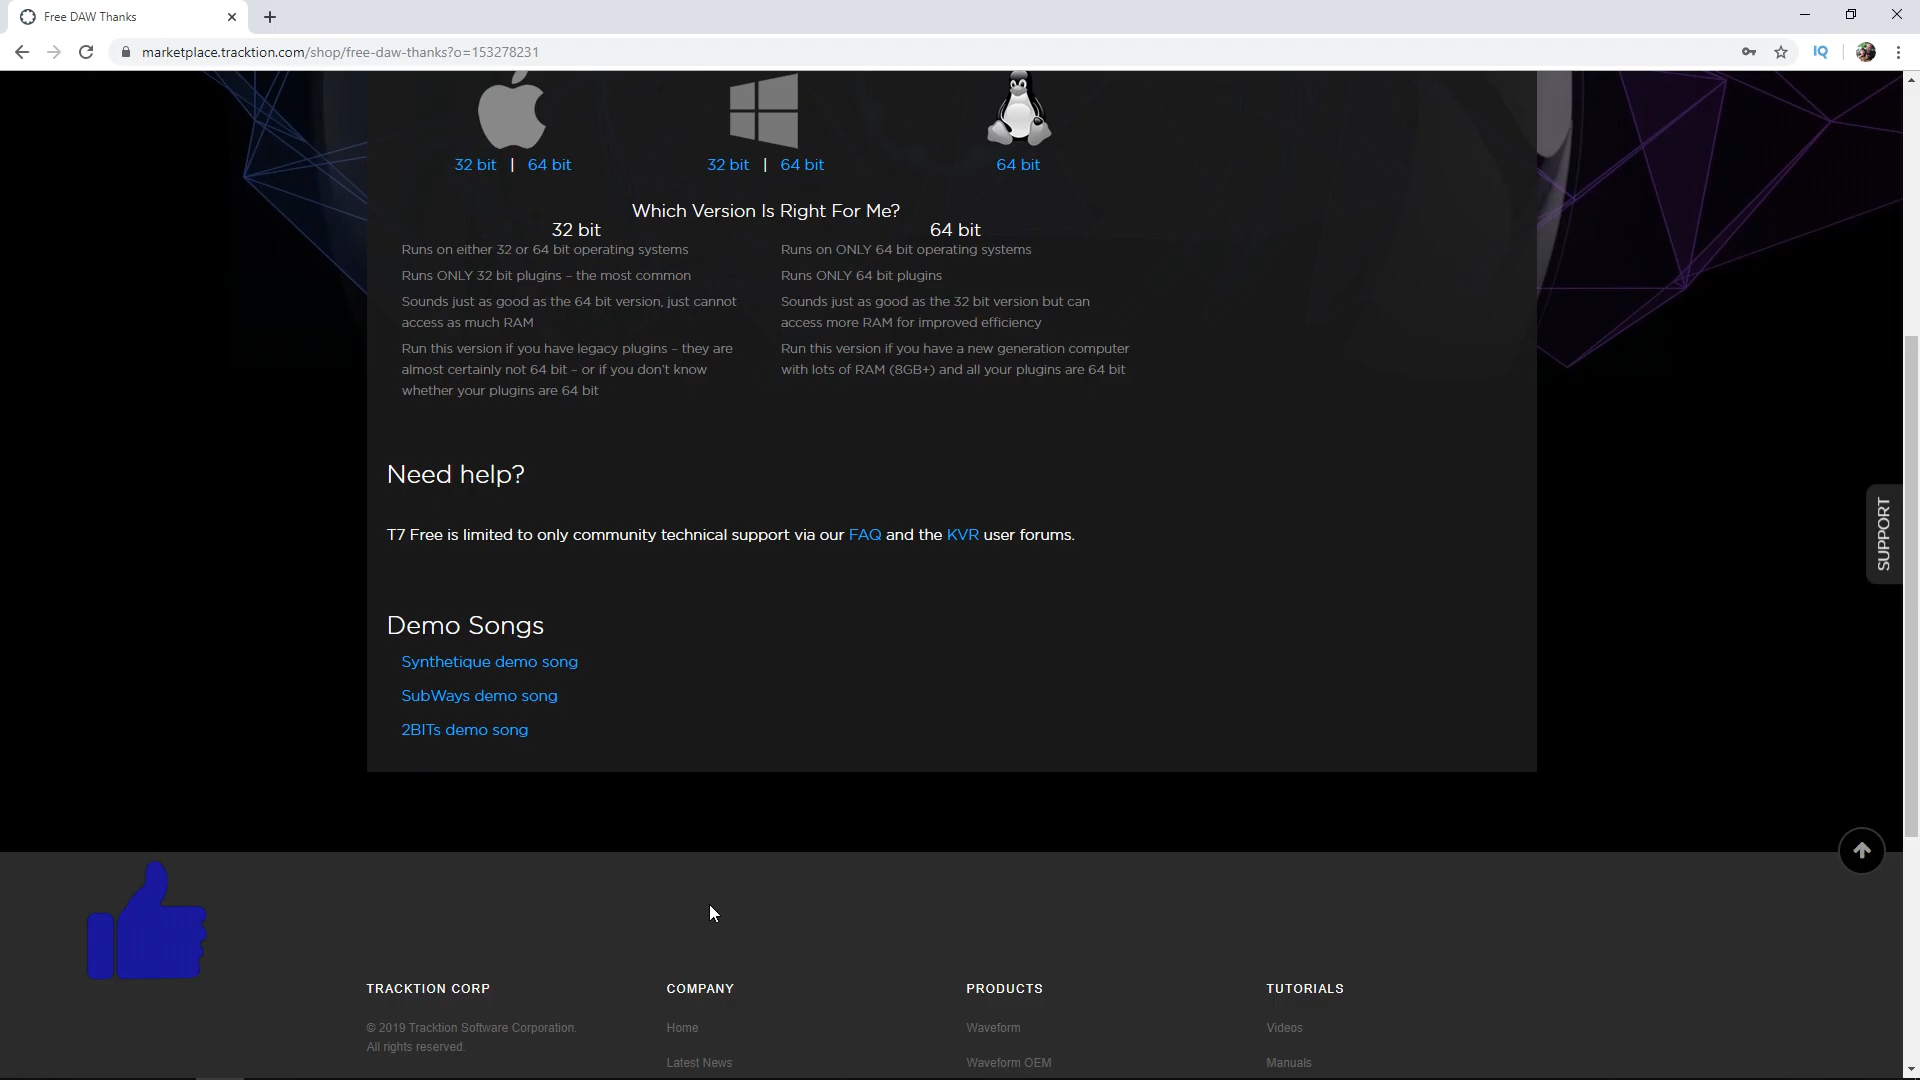 Free DAW Thanks
marketplace.tracktion.com/shop/free-daw-thanks?o=153278231
IQ
32 bit | 64 bit
32 bit | 64 bit
64 bit
Which Version Is Right For Me?
32 bit
Runs on either 32 or 64 bit operating systems
Runs ONLY 32 bit plugins – the most common
Sounds just as good as the 64 bit version, just cannot
access as much RAM
Run this version if you have legacy plugins – they are
almost certainly not 64 bit – or if you don't know
whether your plugins are 64 bit
64 bit
Runs on ONLY 64 bit operating systems
Runs ONLY 64 bit plugins
Sounds just as good as the 32 bit version but can
access more RAM for improved efficiency
Run this version if you have a new generation computer
with lots of RAM (8GB+) and all your plugins are 64 bit
Need help?
T7 Free is limited to only community technical support via our FAQ and the KVR user forums.
SUPPORT
Demo Songs
Synthetique demo song
SubWays demo song
2BITs demo song
TRACKTION CORP
© 2019 Tracktion Software Corporation.
All rights reserved.
COMPANY
Home
Latest News
PRODUCTS
Waveform
Waveform OEM
TUTORIALS
Videos
Manuals